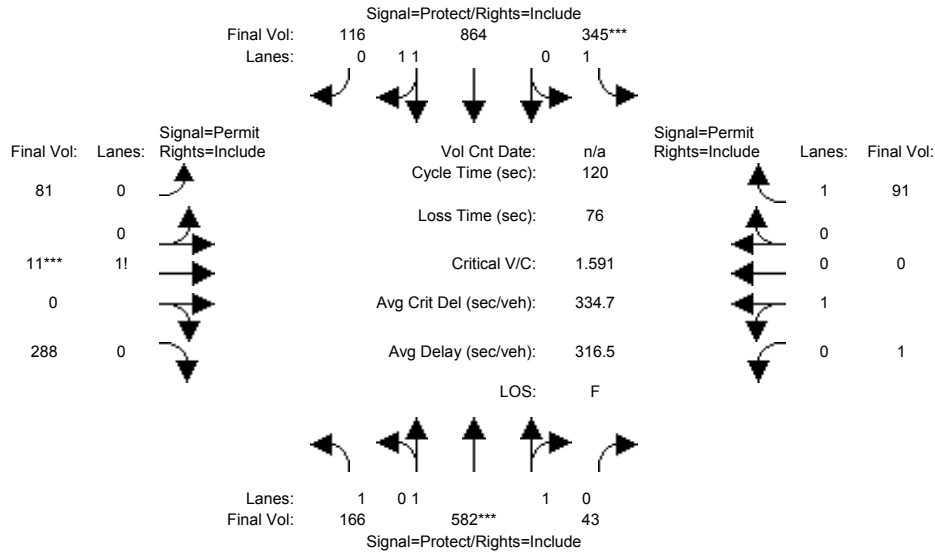 Signal=Protect/Rights=Include
Final Vol: 116 864 345***
Lanes: 0 1 1 0 1
Signal=Permit Signal=Permit
Final Vol: Lanes: Rights=Include Vol Cnt Date: n/a Rights=Include Lanes: Final Vol:
Cycle Time (sec): 120
81 0 1 91
Loss Time (sec): 76
0 0
11*** 1! Critical V/C: 1.591 0 0
0 Avg Crit Del (sec/veh): 334.7 1
288 0 Avg Delay (sec/veh): 316.5 0 1
LOS: F
Lanes: 1 0 1 1 0
Final Vol: 166 582*** 43
Signal=Protect/Rights=Include